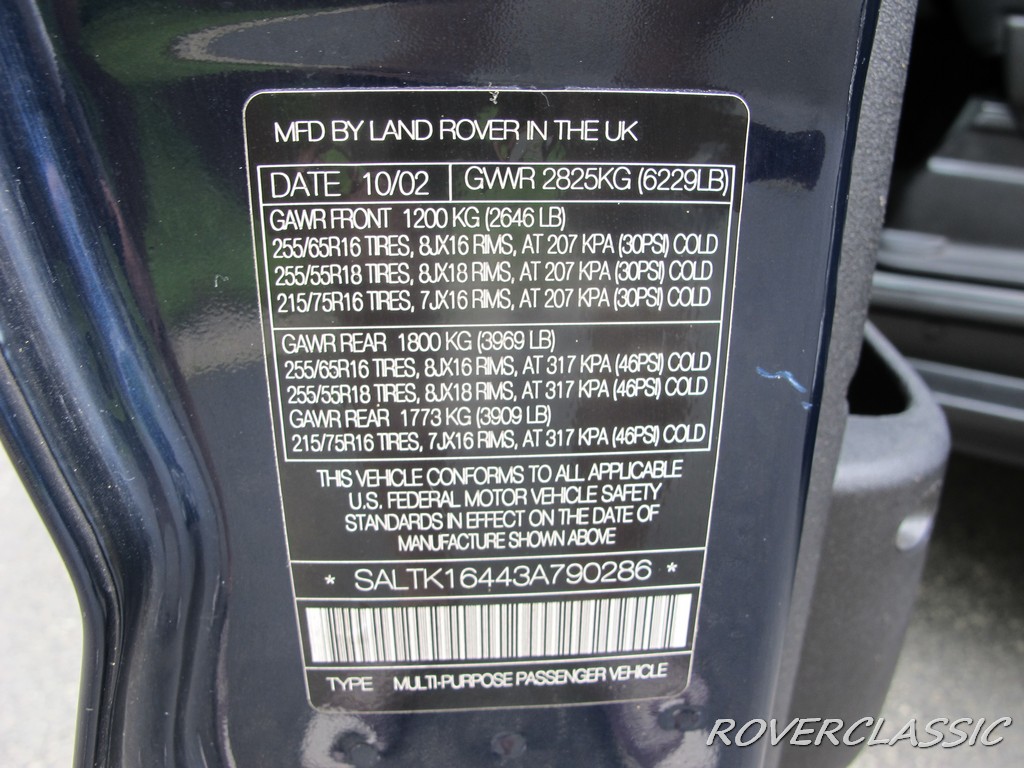 MFD BY LAND ROVER IN THE UK
DATE 10/02 GWWR 2825KG (6229LB)
GAWR FRONT 1200 KG (2646 LB)
255/65R16 TIRES, 8JX16 RIMS, AT 207 KPA (30PSI) COLD
255/55R18 TIRES, 8JX18 RIMS, AT 207 KPA (30PSI) COLD
215/75R16 TIRES, 7JX16 RIMS, AT 207 KPA (30PSI) COLD
GAWR REAR 1800 KG (3969 LB)
255/65R16 TIRES, 8JX16 RIMS, AT 317 KPA (46PSI) COLD
255/55R18 TIRES, 8JX18 RIMS, AT 317 KPA (46PSI) COLD
GAWR REAR 1773 KG (3909 LB)
215/75R16 TIRES, 7JX16 RIMS, AT 317 KPA (46PSI) COLD
THIS VEHICLE CONFORMS TO ALL APPLICABLE
U.S. FEDERAL MOTOR VEHICLE SAFETY
STANDARDS IN EFFECT ON THE DATE OF
MANUFACTURE SHOWN ABOVE
* SALTK16443A790286 *
TYPE MULTI-PURPOSE PASSENGER VEHICLE
ROVERCLASSIC